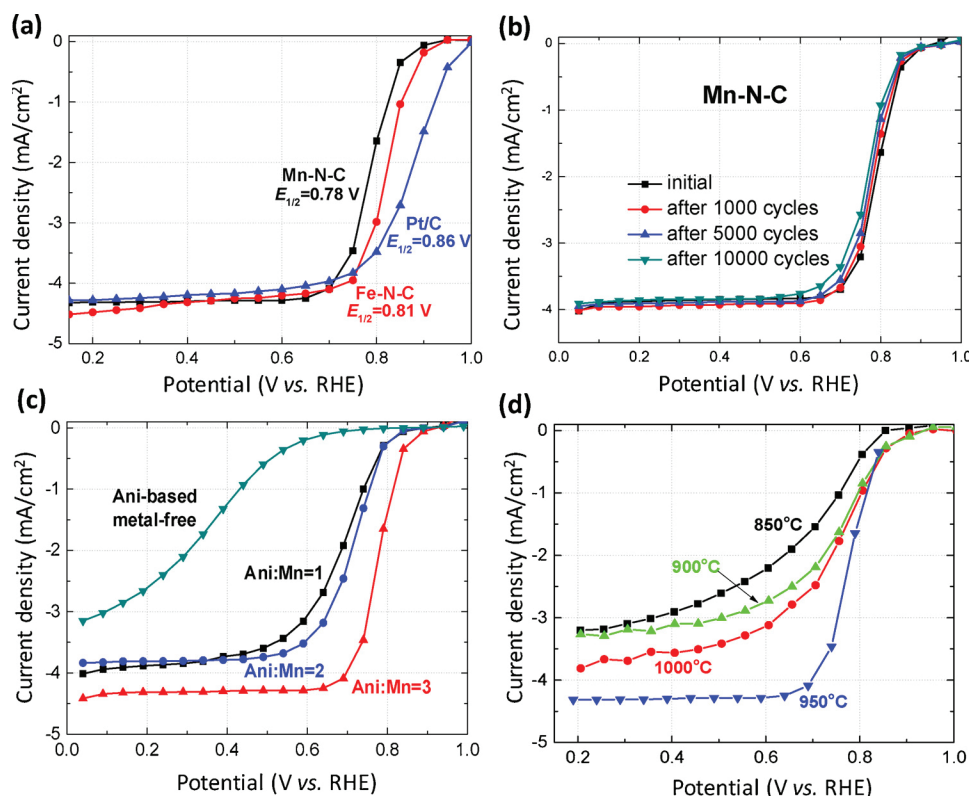 (a)
0
-1
-2
-3
-4
-5
0.2
0.4
0.6
0.8
1.0
Current density (mA/cm2)
Potential (V vs. RHE)
Mn-N-C
E1/2=0.78 V
Pt/C
E1/2=0.86 V
Fe-N-C
E1/2=0.81 V
(b)
0
-1
-2
-3
-4
0.0
0.2
0.4
0.6
0.8
1.0
Current density (mA/cm2)
Potential (V vs. RHE)
Mn-N-C
initial
after 1000 cycles
after 5000 cycles
after 10000 cycles
(c)
0
-1
-2
-3
-4
-5
0.0
0.2
0.4
0.6
0.8
1.0
Current density (mA/cm2)
Potential (V vs. RHE)
Ani-based
metal-free
Ani:Mn=1
Ani:Mn=2
Ani:Mn=3
(d)
0
-1
-2
-3
-4
-5
0.2
0.4
0.6
0.8
1.0
Current density (mA/cm2)
Potential (V vs. RHE)
850°C
900°C
1000°C
950°C